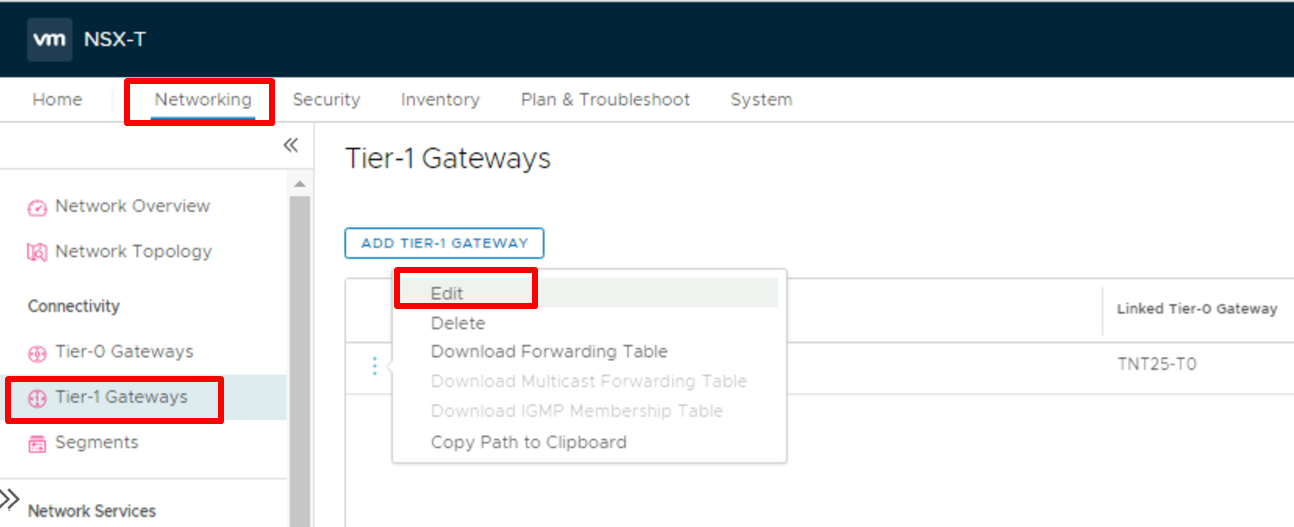 vm NSX-T
Home Networking Security Inventory Plan & Troubleshoot System
Network Overview
Network Topology
Connectivity
Tier-0 Gateways
Tier-1 Gateways
Segments
Network Services
Tier-1 Gateways
ADD TIER-1 GATEWAY
Edit
Delete
Download Forwarding Table
Download Multicast Forwarding Table
Download IGMP Membership Table
Copy Path to Clipboard
Linked Tier-0 Gateway
TNT25-T0